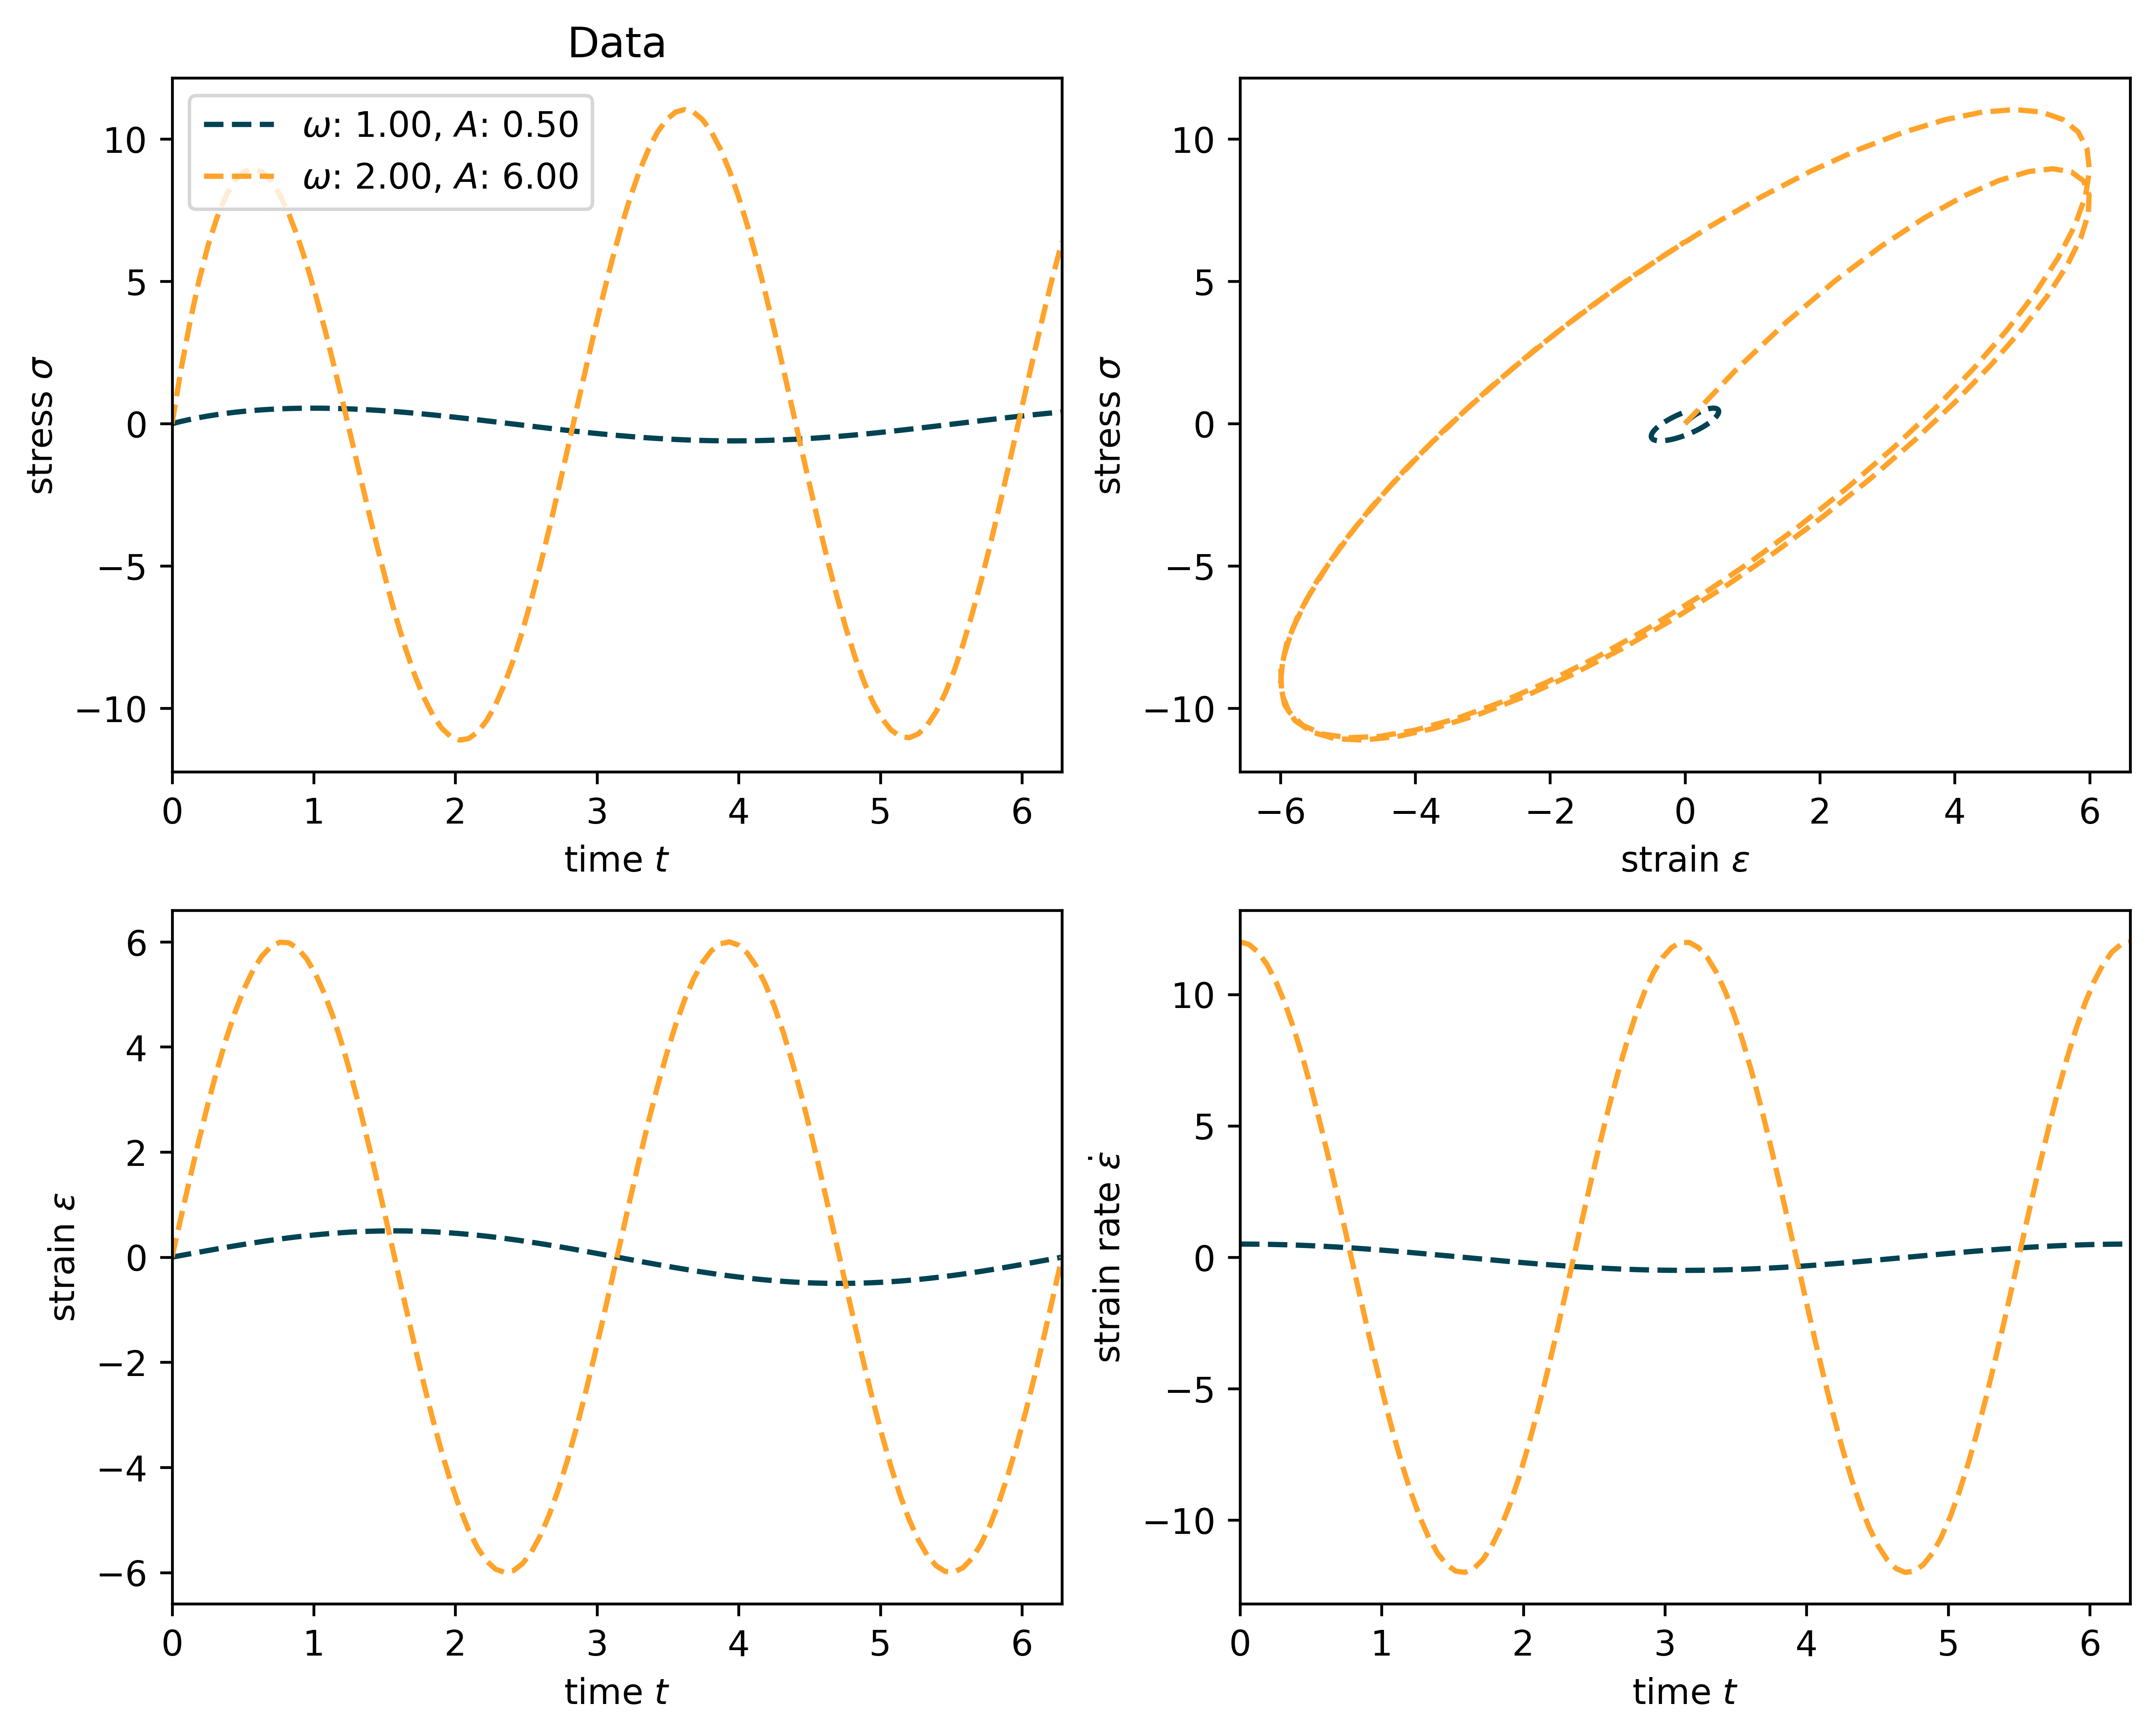 Data
ω: 1.00, A: 0.50
ω: 2.00, A: 6.00
stress σ
10
5
0
−5
−10
0 1 2 3 4 5 6
time t
stress σ
10
5
0
−5
−10
−6 −4 −2 0 2 4 6
strain ε
strain ε
6
4
2
0
−2
−4
−6
0 1 2 3 4 5 6
time t
strain rate ε̇
10
5
0
−5
−10
0 1 2 3 4 5 6
time t